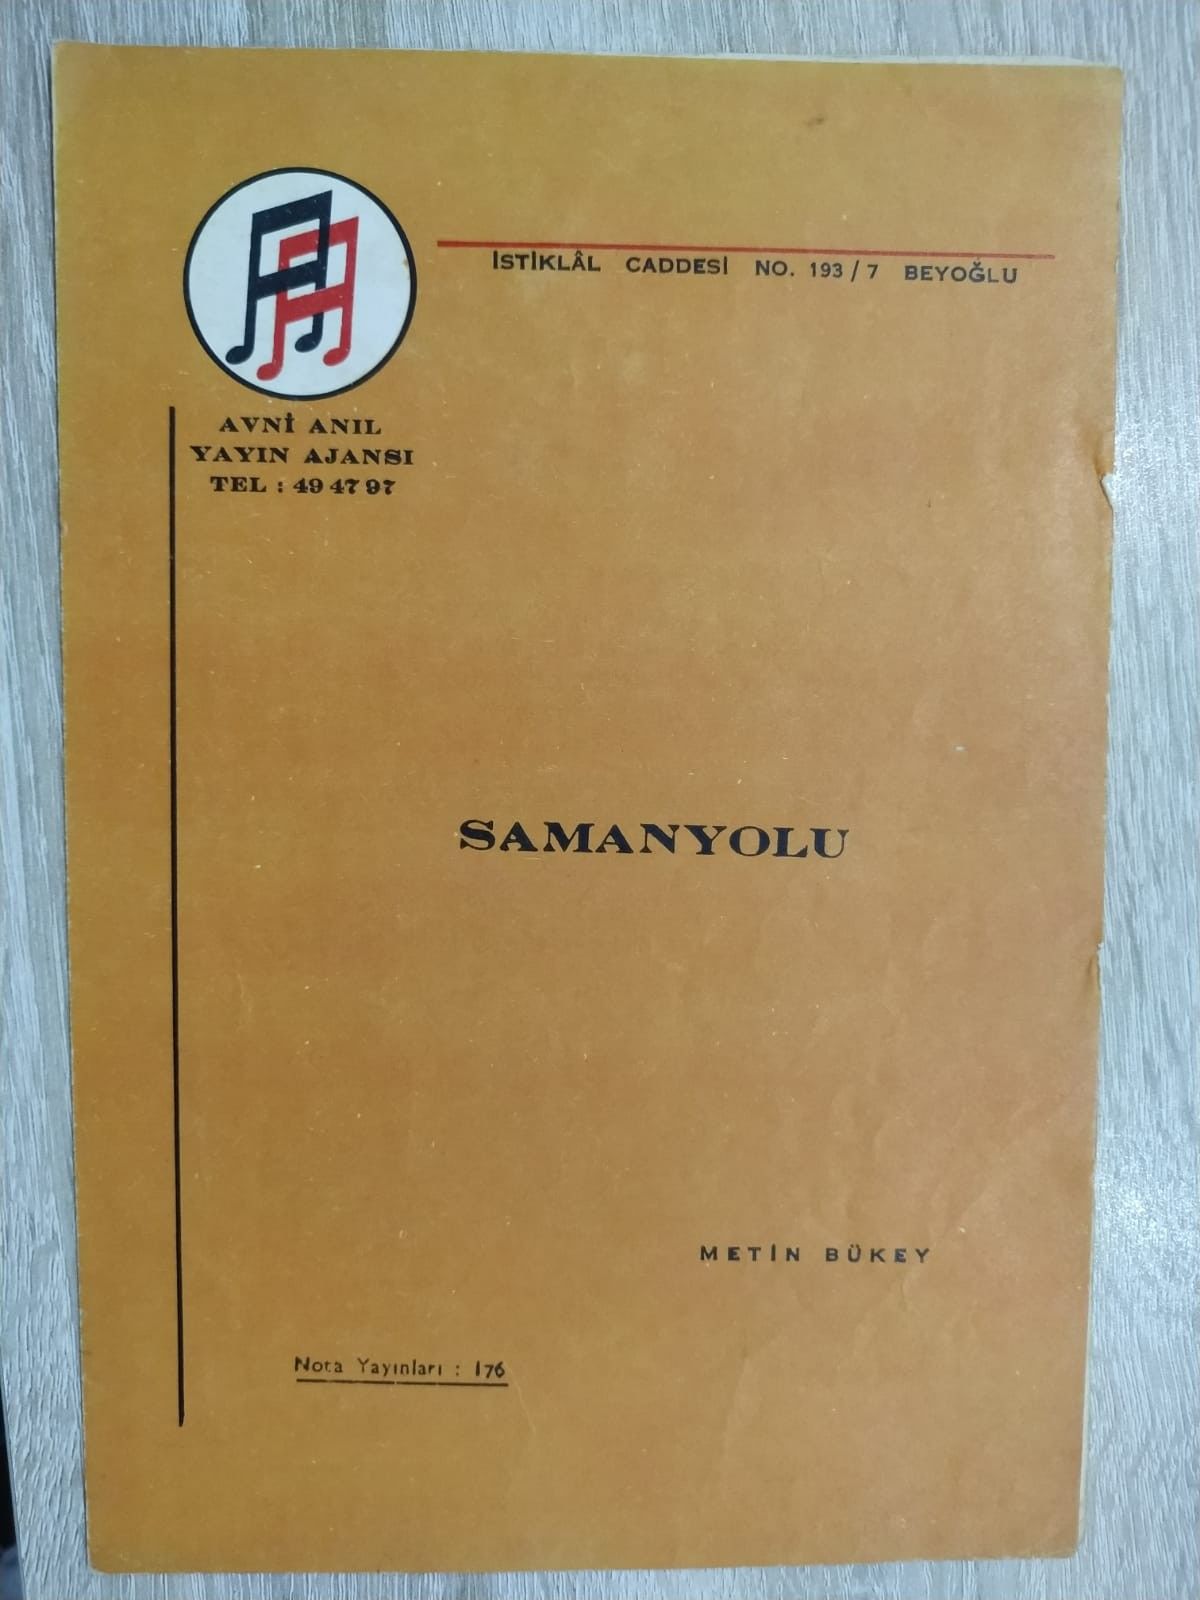 İSTİKLÂL CADDESİ NO. 193/7 BEYOĞLU
AVNİ ANIL
YAYIN AJANSI
TEL : 49 47 97
SAMANYOLU
METİN BÜKEY
Nota Yayınları : 176